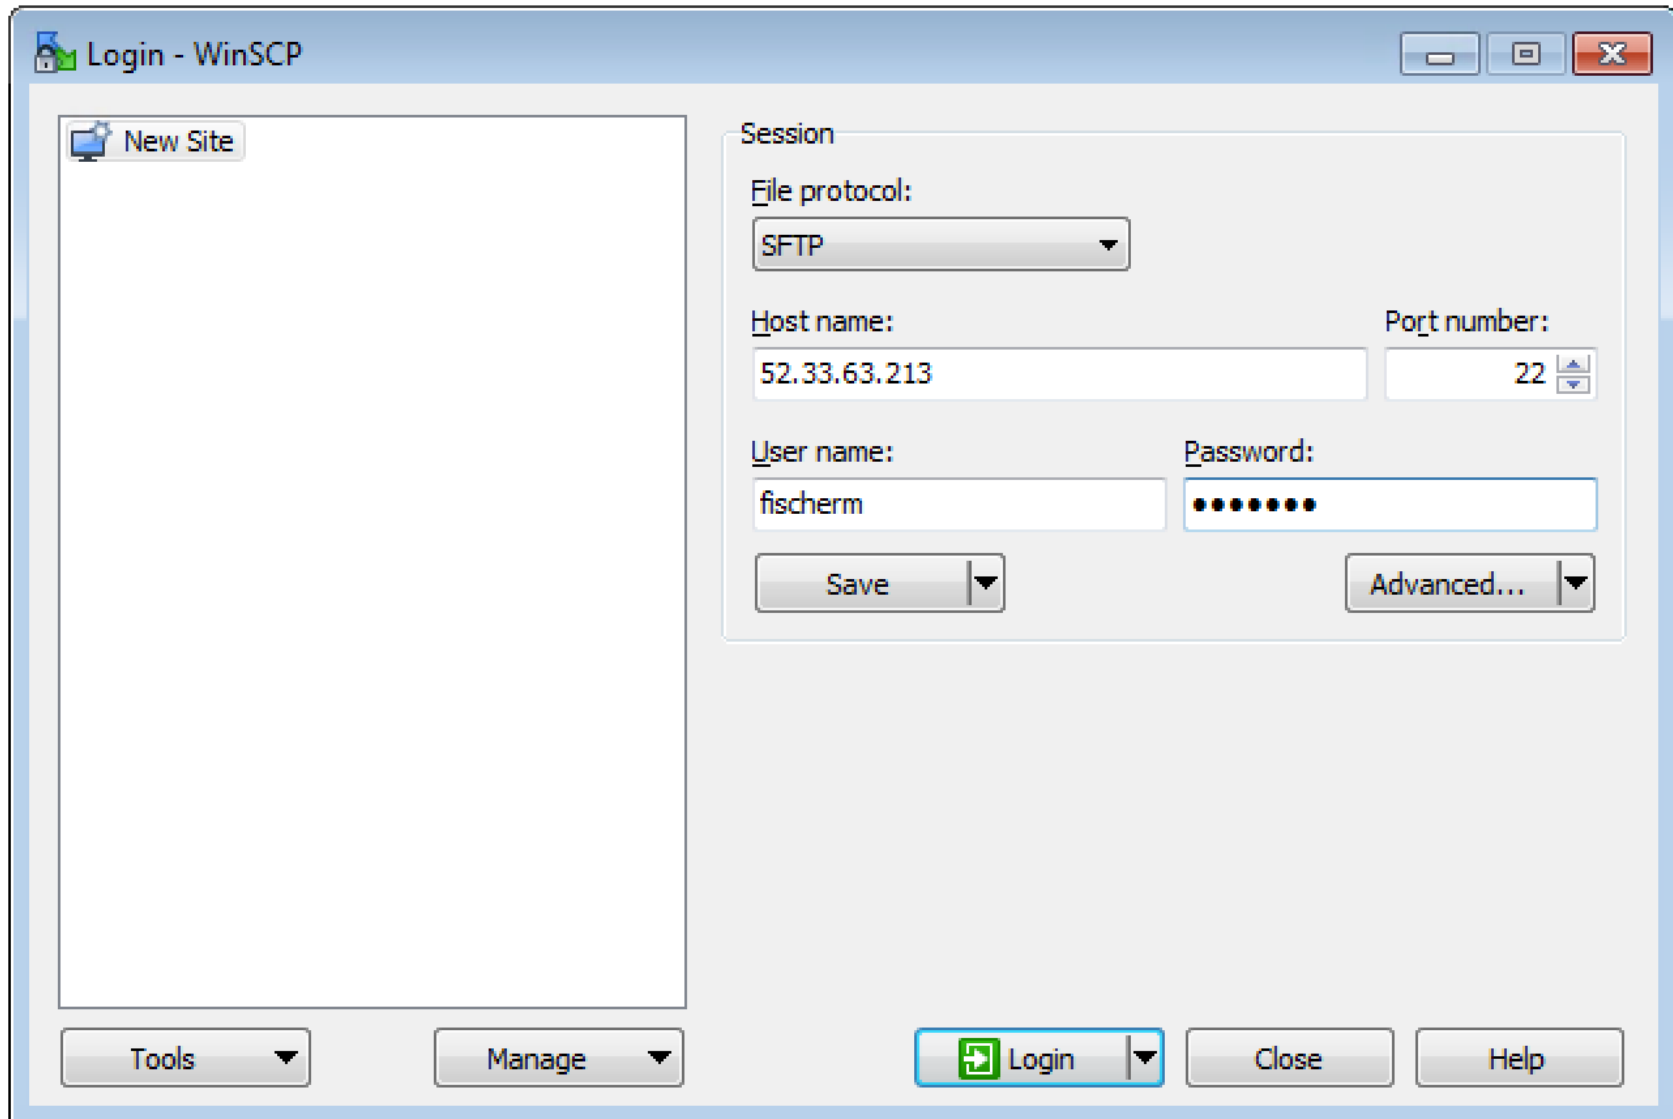 Login - WinSCP
New Site
Session
File protocol:
SFTP
Host name:
Port number:
52.33.63.213
22
User name:
Password:
fischerm
•••••••
Save
Advanced...
Tools
Manage
Login
Close
Help